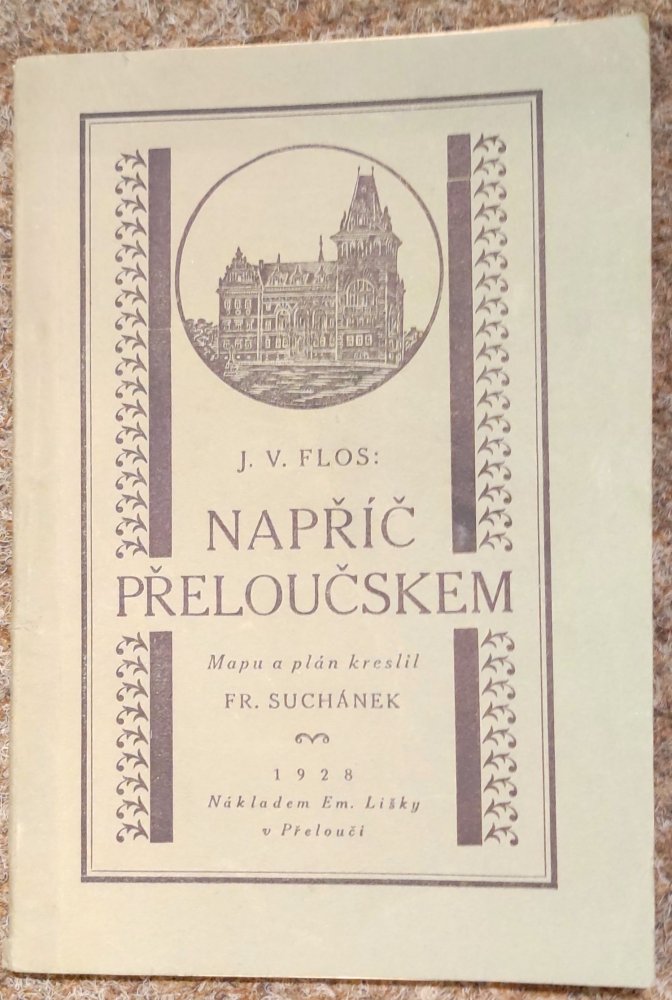 J. V. FLOS:
NAPŘÍČ
PŘELOUČSKEM
Mapu a plán kreslil
FR. SUCHÁNEK
1928
Nákladem Em. Lišky
v Přelouči